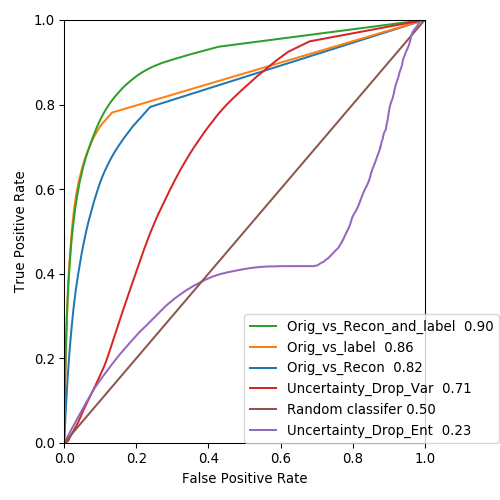 1.0
0.8
0.6
0.4
0.2
0.0
True Positive Rate
0.0 0.2 0.4 0.6 0.8 1.0
False Positive Rate
Orig_vs_Recon_and_label 0.90
Orig_vs_label 0.86
Orig_vs_Recon 0.82
Uncertainty_Drop_Var 0.71
Random classifer 0.50
Uncertainty_Drop_Ent 0.23